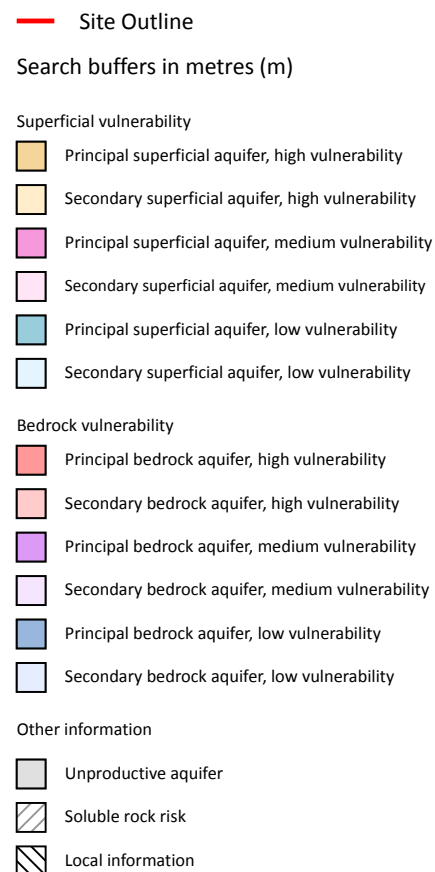 Site Outline
Search buffers in metres (m)
Superficial vulnerability
Principal superficial aquifer, high vulnerability
Secondary superficial aquifer, high vulnerability
Principal superficial aquifer, medium vulnerability
Secondary superficial aquifer, medium vulnerability
Principal superficial aquifer, low vulnerability
Secondary superficial aquifer, low vulnerability
Bedrock vulnerability
Principal bedrock aquifer, high vulnerability
Secondary bedrock aquifer, high vulnerability
Principal bedrock aquifer, medium vulnerability
Secondary bedrock aquifer, medium vulnerability
Principal bedrock aquifer, low vulnerability
Secondary bedrock aquifer, low vulnerability
Other information
Unproductive aquifer
Soluble rock risk
Local information